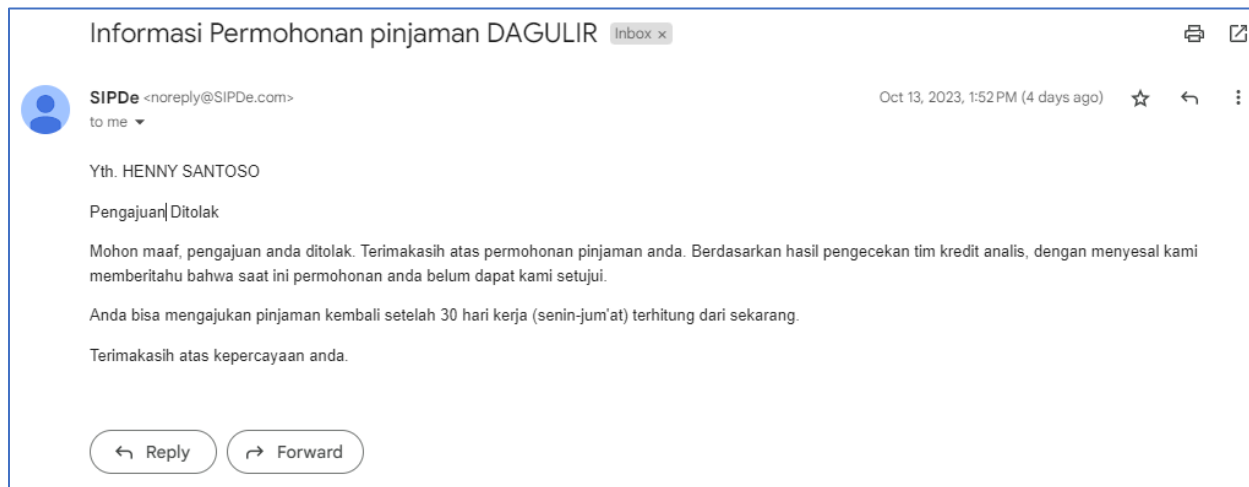 Informasi Permohonan pinjaman DAGULIR Inbox x
SIPDe <noreply@SIPDe.com> Oct 13, 2023, 1:52 PM (4 days ago)
to me
Yth. HENNY SANTOSO
Pengajuan Ditolak
Mohon maaf, pengajuan anda ditolak. Terimakasih atas permohonan pinjaman anda. Berdasarkan hasil pengecekan tim kredit analis, dengan menyesal kami
memberitahu bahwa saat ini permohonan anda belum dapat kami setujui.
Anda bisa mengajukan pinjaman kembali setelah 30 hari kerja (senin-jum'at) terhitung dari sekarang.
Terimakasih atas kepercayaan anda.
Reply Forward